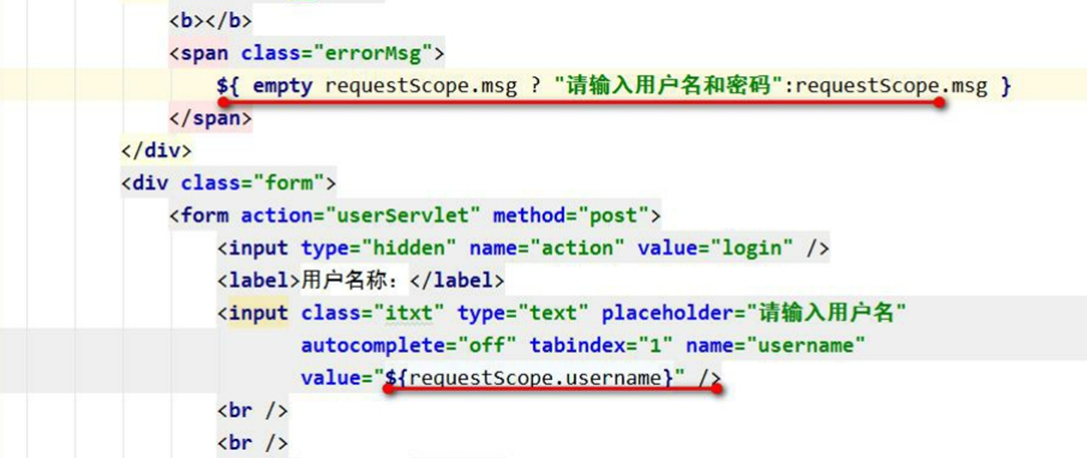 <b></b>
<span class="errorMsg">
${ empty requestScope.msg ? "请输入用户名和密码":requestScope.msg }
</span>
</div>
<div class="form">
<form action="userServlet" method="post">
<input type="hidden" name="action" value="login" />
<label>用户名称：</label>
<input class="itxt" type="text" placeholder="请输入用户名"
autocomplete="off" tabindex="1" name="username"
value="${requestScope.username}" />
<br />
<br />